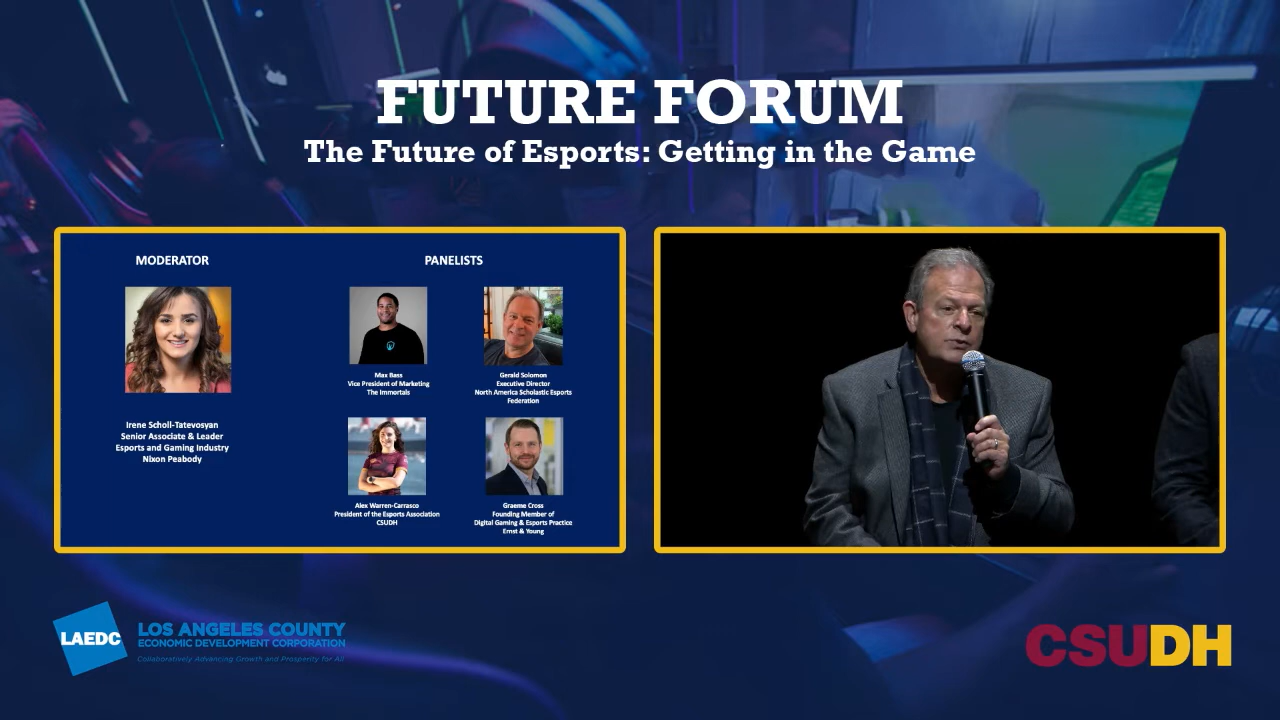 FUTURE FORUM
The Future of Esports: Getting in the Game
MODERATOR
Irene Scholl-Tatevosyan
Senior Associate & Leader
Esports and Gaming Industry
Nixon Peabody
PANELISTS
Max Bass
Vice President of Marketing
The Immortals
Gerald Solomon
Executive Director
North America Scholastic Esports
Federation
Alex Warren-Carrasco
President of the Esports Association
CSUDH
Graeme Cross
Founding Member of
Digital Gaming & Esports Practice
Ernst & Young
LAEDC
LOS ANGELES COUNTY
ECONOMIC DEVELOPMENT CORPORATION
Collaboratively Advancing Growth and Prosperity for All
CSUDH